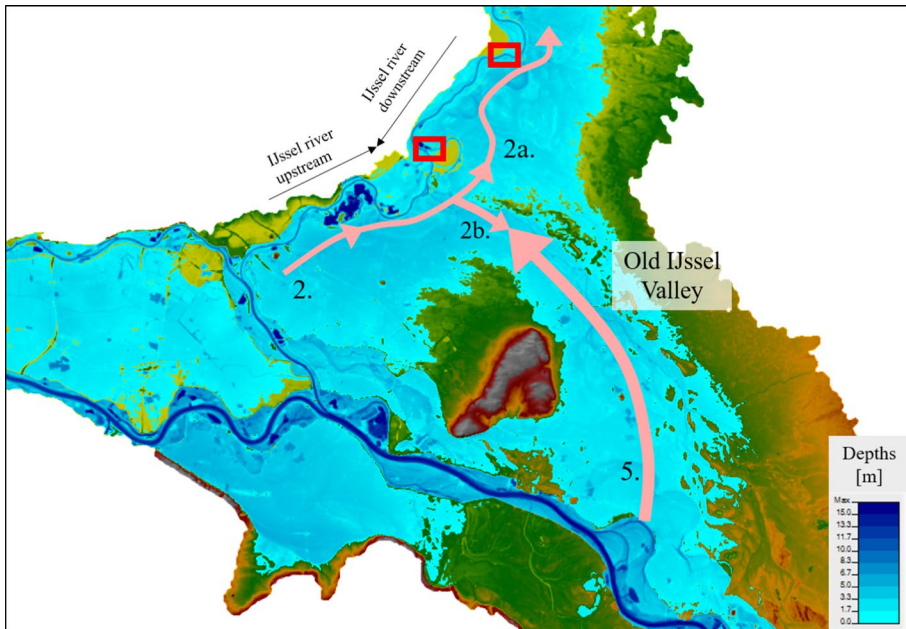 IJssel river
downstream
IJssel river
upstream
2a.
2b.
2.
Old IJssel
Valley
5.
Depths
[m]
Max
15.0
13.3
11.7
10.0
8.3
6.7
5.0
3.3
1.7
0.0